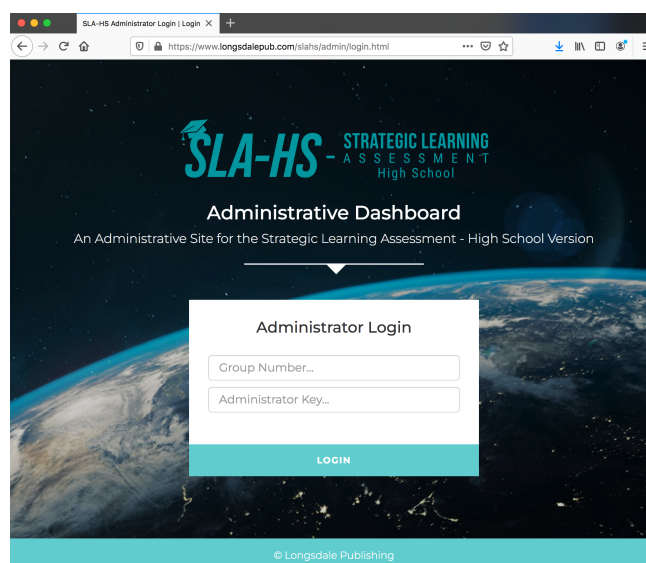 SLA-HS Administrator Login | Login
https://www.longsdalepub.com/slahs/admin/login.html
SLA-HS - STRATEGIC LEARNING
ASSESSMENT
High School
Administrative Dashboard
An Administrative Site for the Strategic Learning Assessment - High School Version
Administrator Login
Group Number...
Administrator Key...
LOGIN
© Longsdale Publishing